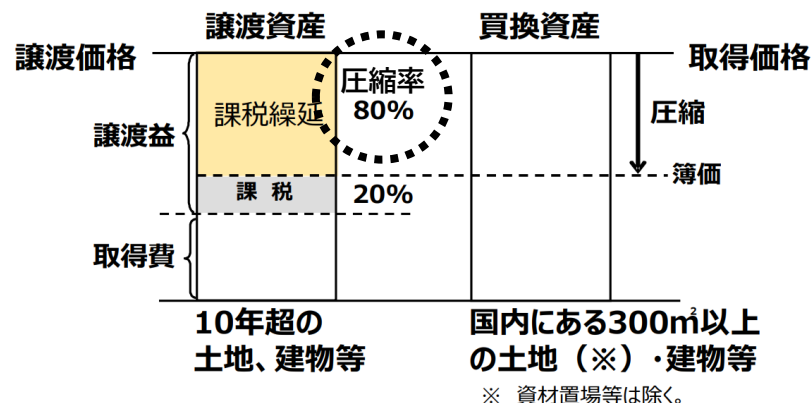 譲渡資産
買換資産
譲渡価格
取得価格
圧縮率
80%
課税繰延
圧縮
譲渡益
簿価
課 税
20%
取得費
10年超の
土地、建物等
国内にある300㎡以上
の土地（※）・建物等
※ 資材置場等は除く。